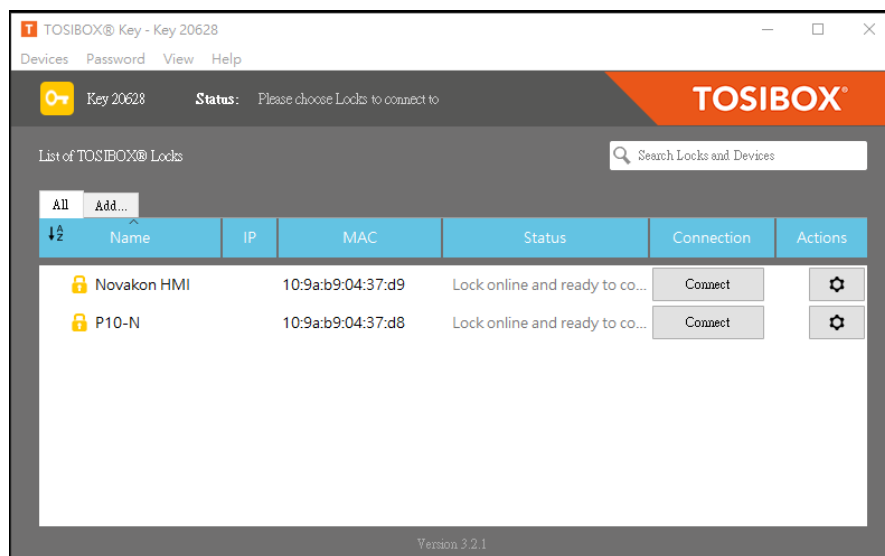 TOSIBOX® Key - Key 20628
Devices Password View Help
Key 20628 Status: Please choose Locks to connect to TOSIBOX®
List of TOSIBOX® Locks Search Locks and Devices
All Add...
Name IP MAC Status Connection Actions
Novakon HMI 10:9a:b9:04:37:d9 Lock online and ready to co... Connect
P10-N 10:9a:b9:04:37:d8 Lock online and ready to co... Connect
Version 3.2.1